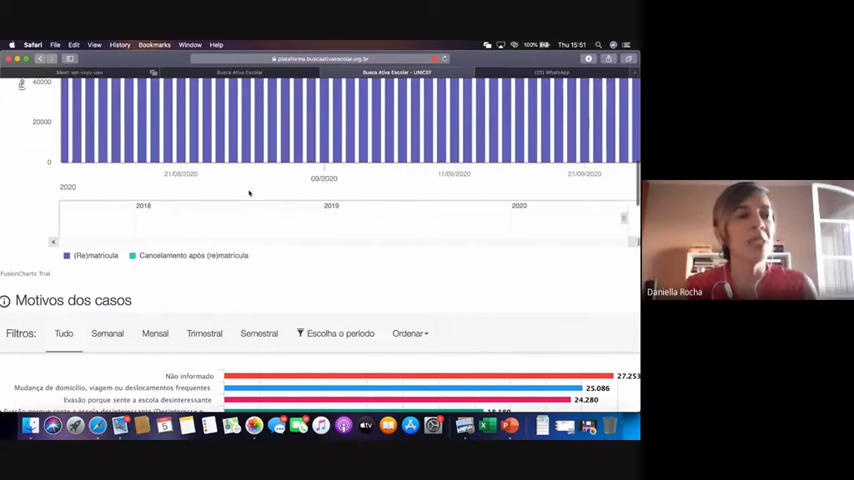 Safari File Edit View History Bookmarks Window Help 100% Thu 15:51
plataforma.buscaativaescolar.org.br
Busca Ativa Escolar Busca Ativa Escolar - UNICEF (23) WhatsApp
40000
20000
0
21/08/2020 09/2020 11/09/2020 21/09/2020
2020
2018 2019 2020
(Re)matrícula Cancelamento após (re)matrícula
FusionCharts Trial
Motivos dos casos
Filtros: Tudo Semanal Mensal Trimestral Semestral Escolha o período Ordenar
Não informado 27.253
Mudança de domicílio, viagem ou deslocamentos frequentes 25.086
Evasão porque sente a escola desinteressante 24.280
18.180
Daniella Rocha